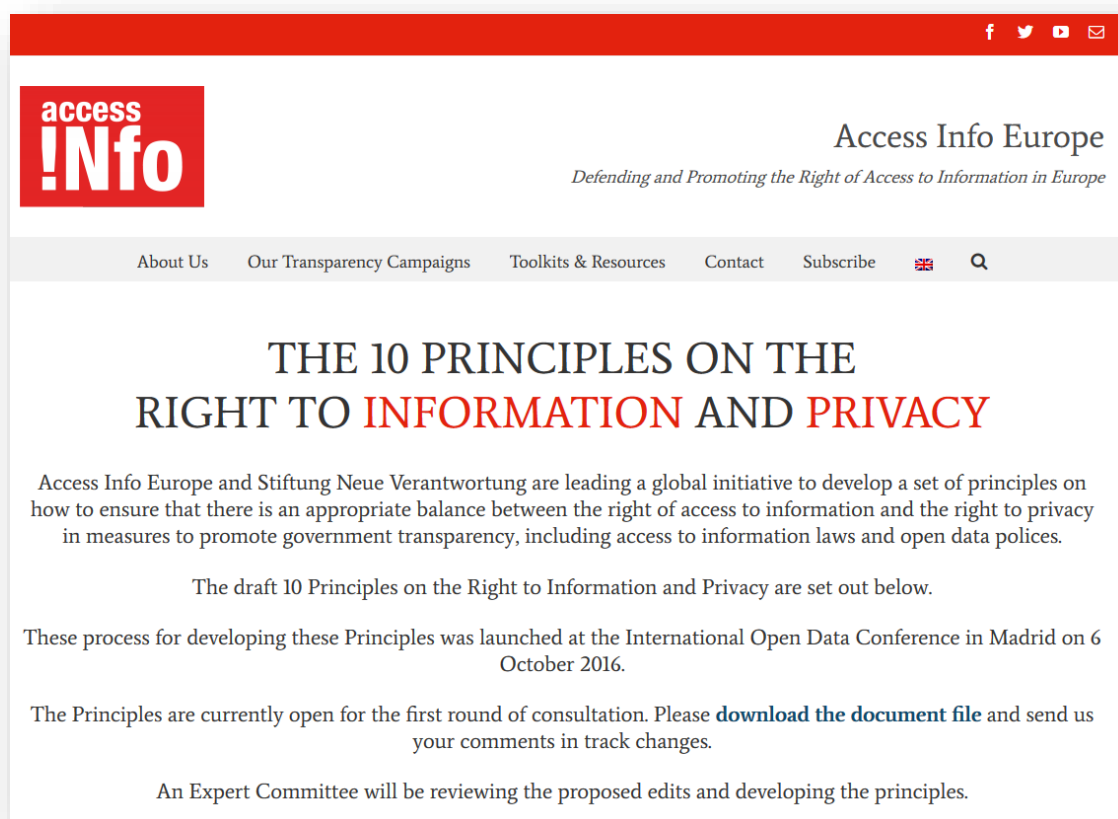 access
!Nfo
Access Info Europe
Defending and Promoting the Right of Access to Information in Europe
About Us Our Transparency Campaigns Toolkits & Resources Contact Subscribe
THE 10 PRINCIPLES ON THE
RIGHT TO INFORMATION AND PRIVACY
Access Info Europe and Stiftung Neue Verantwortung are leading a global initiative to develop a set of principles on
how to ensure that there is an appropriate balance between the right of access to information and the right to privacy
in measures to promote government transparency, including access to information laws and open data polices.
The draft 10 Principles on the Right to Information and Privacy are set out below.
These process for developing these Principles was launched at the International Open Data Conference in Madrid on 6
October 2016.
The Principles are currently open for the first round of consultation. Please download the document file and send us
your comments in track changes.
An Expert Committee will be reviewing the proposed edits and developing the principles.